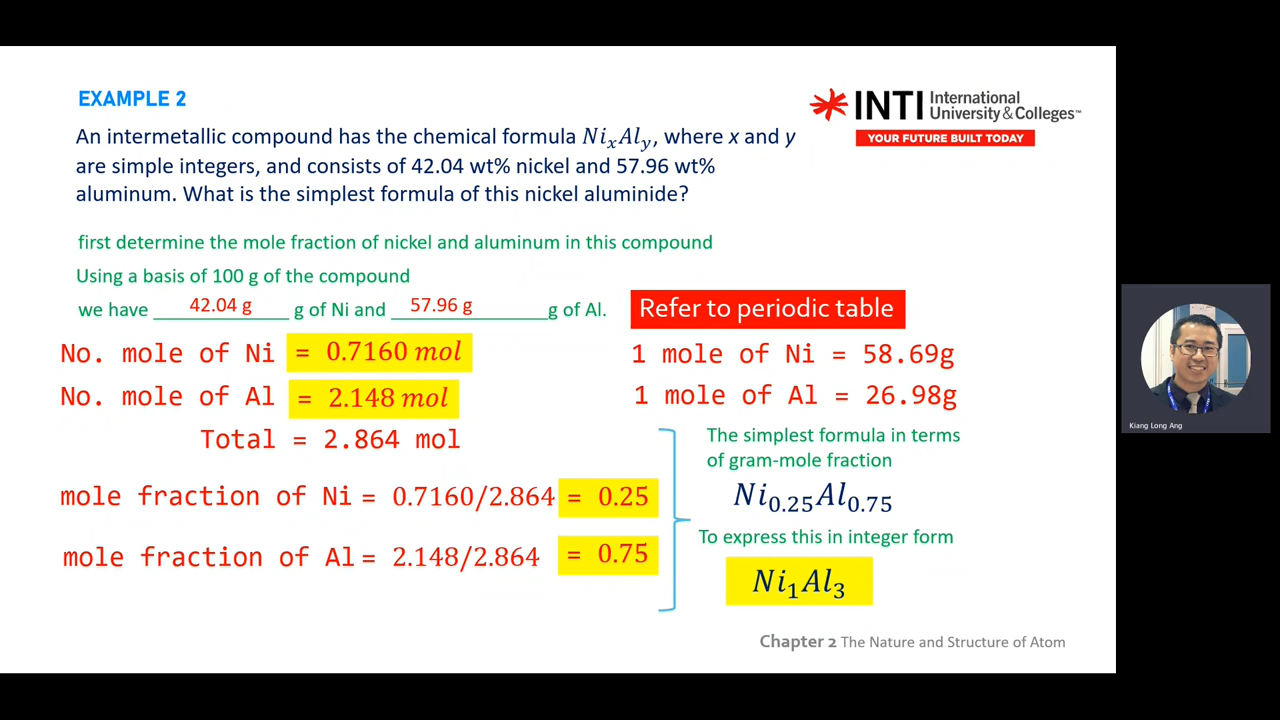 EXAMPLE 2
INTI International University & Colleges™
YOUR FUTURE BUILT TODAY
An intermetallic compound has the chemical formula NiₓAlᵧ, where x and y
are simple integers, and consists of 42.04 wt% nickel and 57.96 wt%
aluminum. What is the simplest formula of this nickel aluminide?
first determine the mole fraction of nickel and aluminum in this compound
Using a basis of 100 g of the compound
we have 42.04 g g of Ni and 57.96 g g of Al.
Refer to periodic table
No. mole of Ni = 0.7160 mol
1 mole of Ni = 58.69g
No. mole of Al = 2.148 mol
1 mole of Al = 26.98g
Total = 2.864 mol
mole fraction of Ni = 0.7160/2.864 = 0.25
mole fraction of Al = 2.148/2.864 = 0.75
The simplest formula in terms
of gram-mole fraction
Ni₀.₂₅Al₀.₇₅
To express this in integer form
Ni₁Al₃
Chapter 2 The Nature and Structure of Atom
Kiang Long Ang